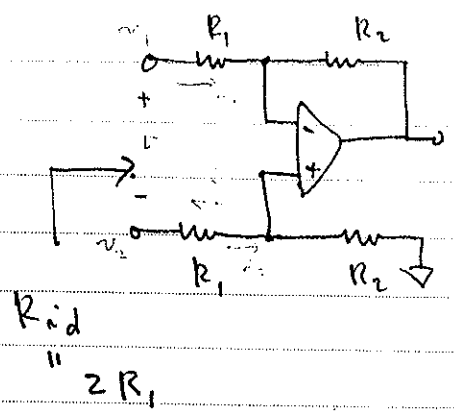 R₁ R₂
v₁
+
-
+
-
v₂
R₁ R₂
Rid
"
2R₁